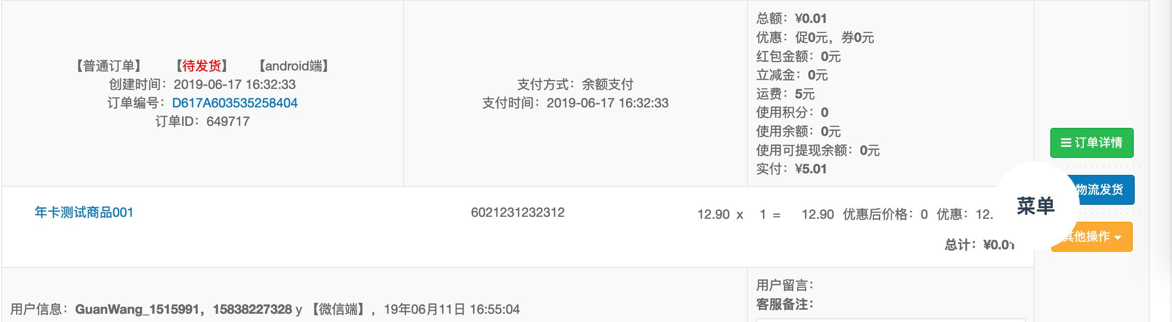 【普通订单】 【待发货】 【android端】
创建时间：2019-06-17 16:32:33
订单编号：D617A603535258404
订单ID：649717
支付方式：余额支付
支付时间：2019-06-17 16:32:33
总额：¥0.01
优惠：促0元，券0元
红包金额：0元
立减金：0元
运费：5元
使用积分：0
使用余额：0元
使用可提现余额：0元
实付：¥5.01
订单详情
物流发货
其他操作
菜单
年卡测试商品001
6021231232312
12.90 x 1 = 12.90 优惠后价格：0 优惠：12.
总计：¥0.01
用户信息：GuanWang_1515991，15838227328 y 【微信端】，19年06月11日 16:55:04
用户留言：
客服备注：